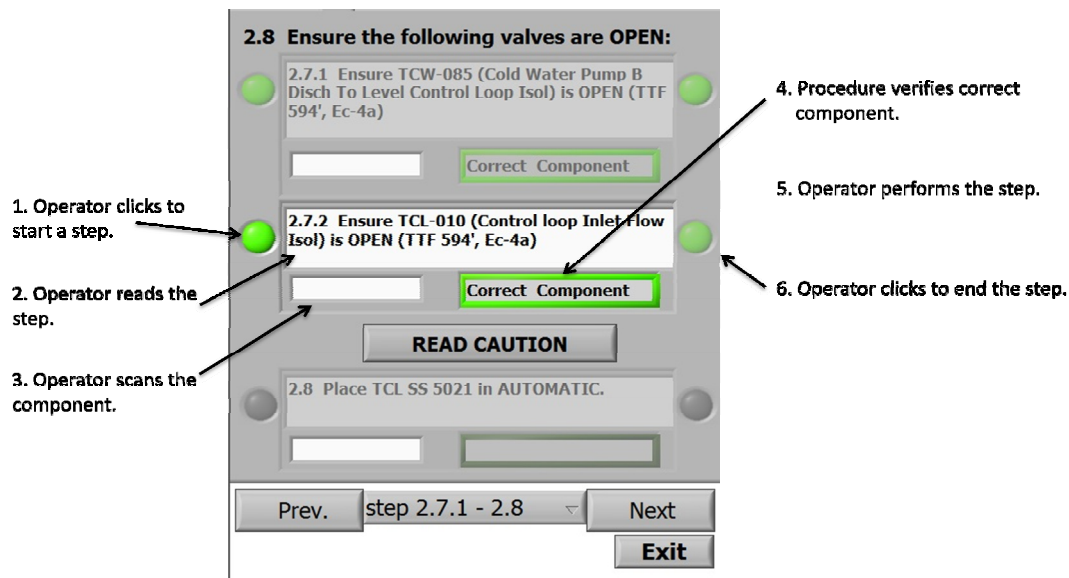 2.8 Ensure the following valves are OPEN:
2.7.1 Ensure TCW-085 (Cold Water Pump B
Disch To Level Control Loop Isol) is OPEN (TTF
594', Ec-4a)
Correct Component
2.7.2 Ensure TCL-010 (Control loop Inlet Flow
Isol) is OPEN (TTF 594', Ec-4a)
Correct Component
READ CAUTION
2.8 Place TCL SS 5021 in AUTOMATIC.
Prev.
step 2.7.1 - 2.8
Next
Exit
1. Operator clicks to
start a step.
2. Operator reads the
step.
3. Operator scans the
component.
4. Procedure verifies correct
component.
5. Operator performs the step.
6. Operator clicks to end the step.